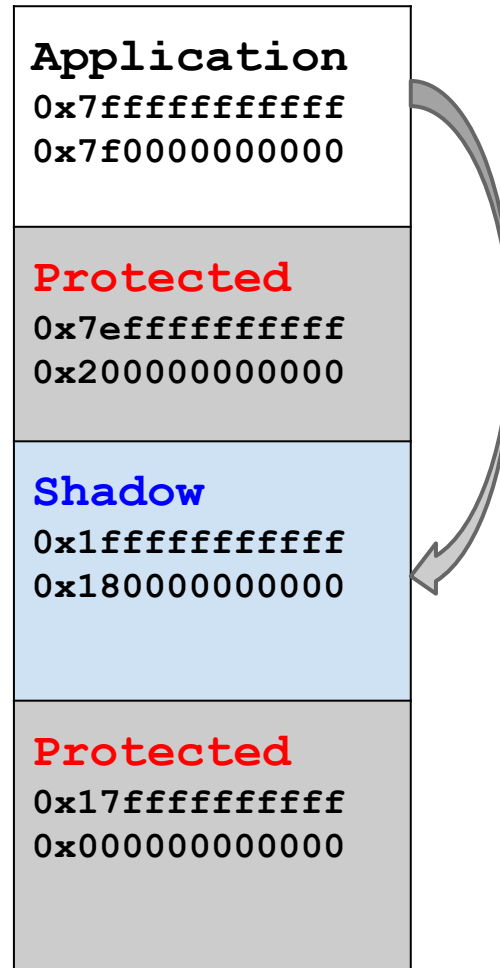 Application
0x7fffffffffff
0x7f0000000000
Protected
0x7effffffffff
0x200000000000
Shadow
0x1fffffffffff
0x180000000000
Protected
0x17ffffffffff
0x000000000000